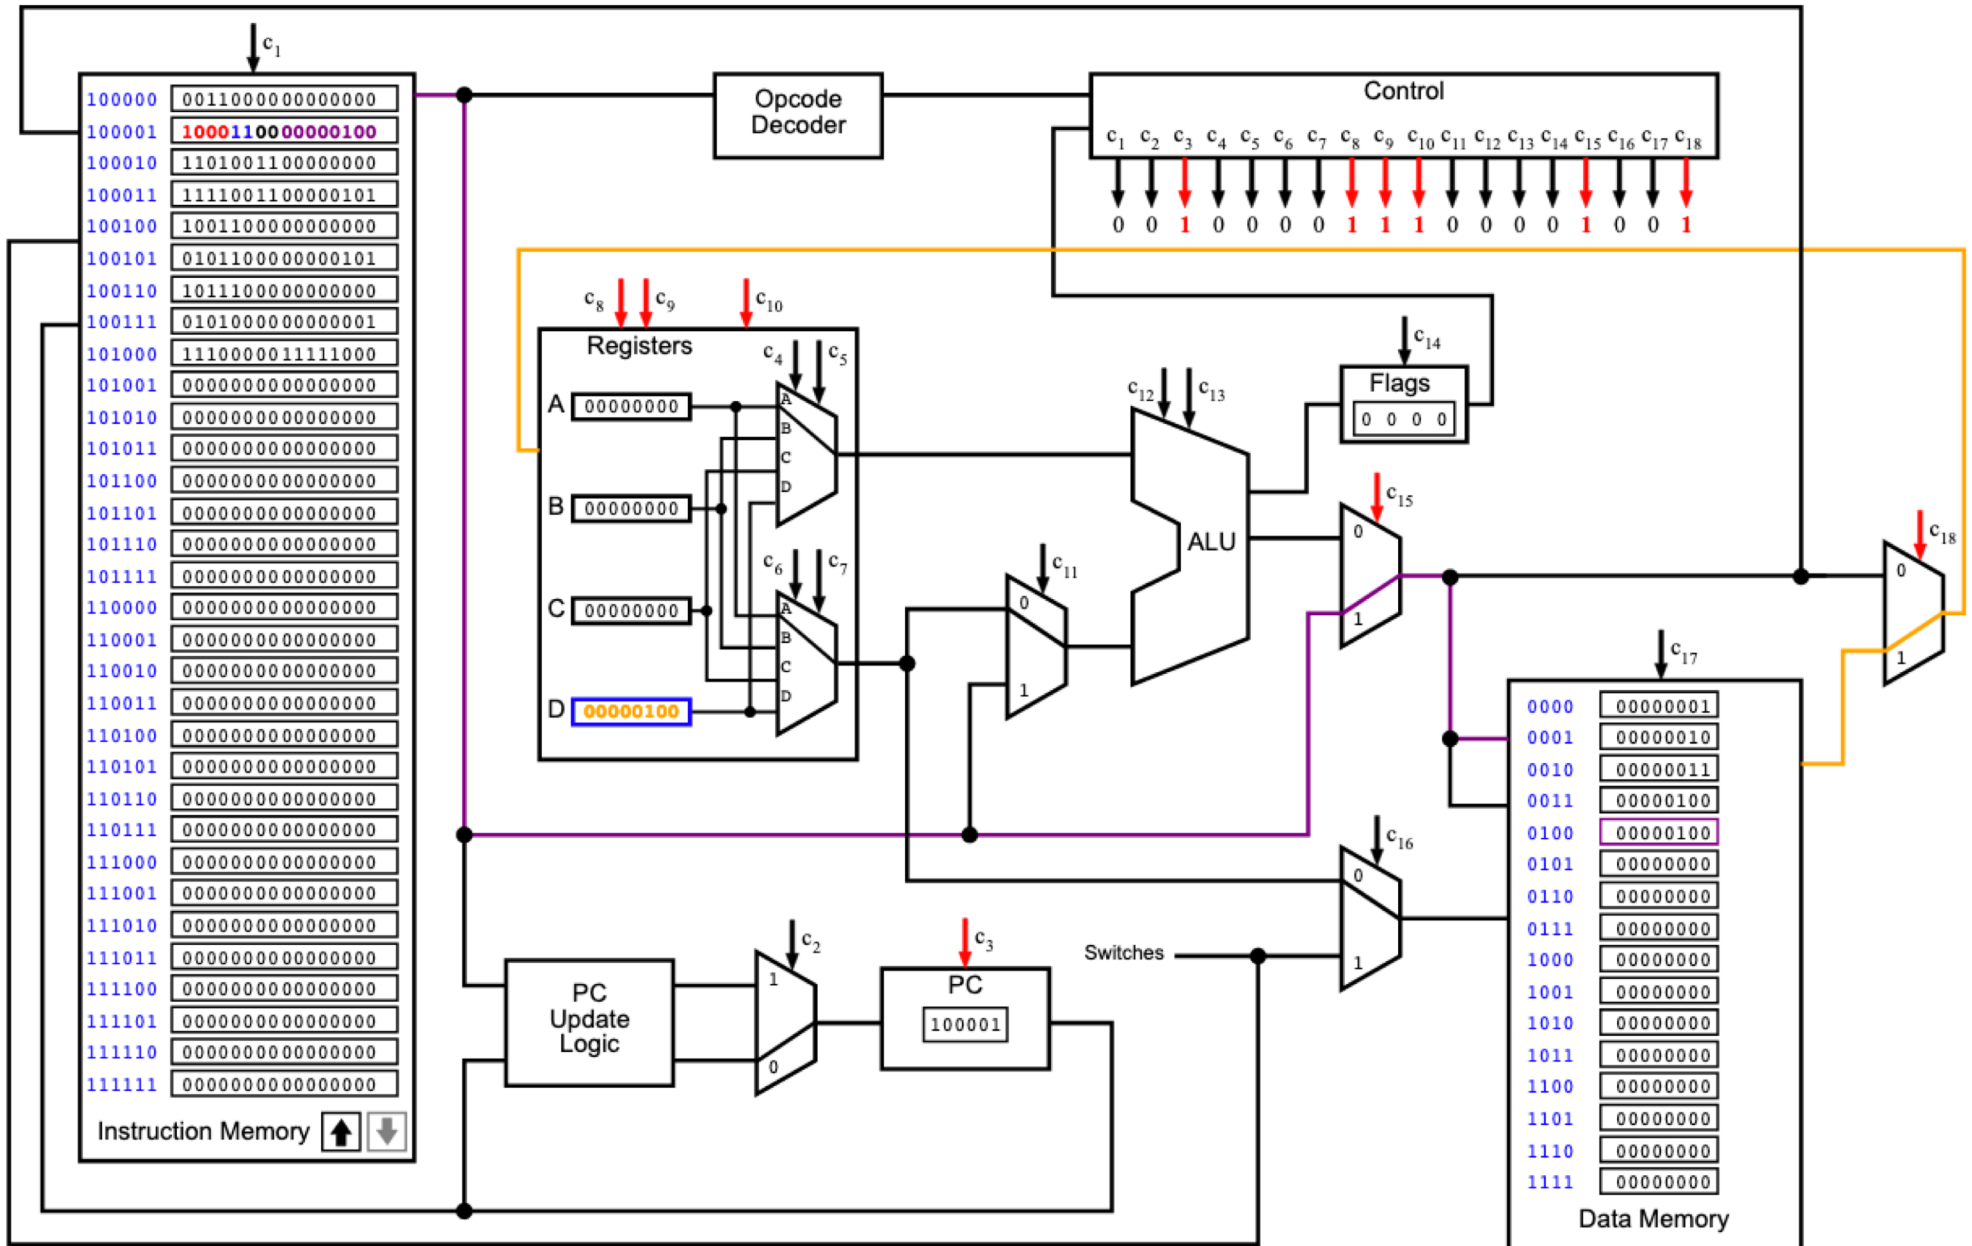 c1
100000 0011000000000000
100001 1000110000000100
100010 1101001100000000
100011 1111001100000101
100100 1001100000000000
100101 0101100000000101
100110 1011100000000000
100111 0101000000000001
101000 1110000011111000
101001 0000000000000000
101010 0000000000000000
101011 0000000000000000
101100 0000000000000000
101101 0000000000000000
101110 0000000000000000
101111 0000000000000000
110000 0000000000000000
110001 0000000000000000
110010 0000000000000000
110011 0000000000000000
110100 0000000000000000
110101 0000000000000000
110110 0000000000000000
110111 0000000000000000
111000 0000000000000000
111001 0000000000000000
111010 0000000000000000
111011 0000000000000000
111100 0000000000000000
111101 0000000000000000
111110 0000000000000000
111111 0000000000000000
Instruction Memory
Opcode
Decoder
Control
c1 c2 c3 c4 c5 c6 c7 c8 c9 c10 c11 c12 c13 c14 c15 c16 c17 c18
0 0 1 0 0 0 0 1 1 1 0 0 0 0 1 0 0 1
c8 c9 c10
Registers
c4 c5
A 00000000
B 00000000
C 00000000
D 00000100
A
B
C
D
c6 c7
A
B
C
D
c11
0
1
c12 c13
ALU
c14
Flags
0 0 0 0
c15
0
1
c18
0
1
c16
0
1
Switches
PC
Update
Logic
c2
1
0
c3
PC
100001
c17
0000 00000001
0001 00000010
0010 00000011
0011 00000100
0100 00000100
0101 00000000
0110 00000000
0111 00000000
1000 00000000
1001 00000000
1010 00000000
1011 00000000
1100 00000000
1101 00000000
1110 00000000
1111 00000000
Data Memory